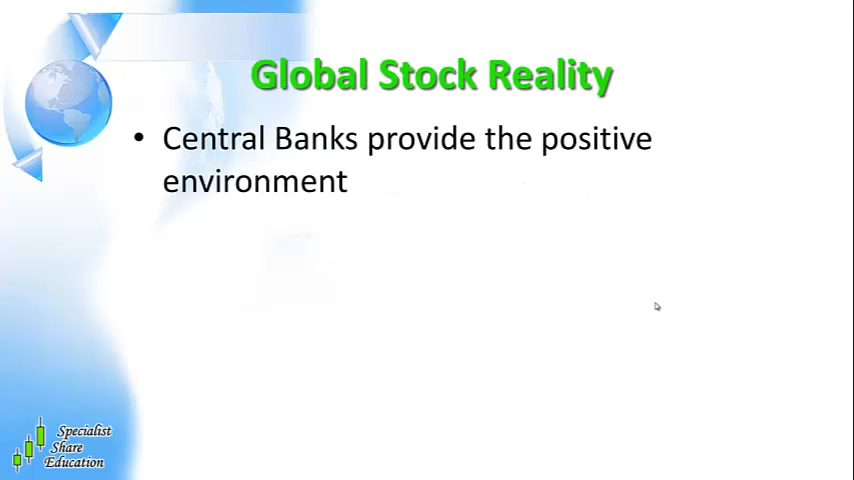 Global Stock Reality
• Central Banks provide the positive
environment
Specialist
Share
Education